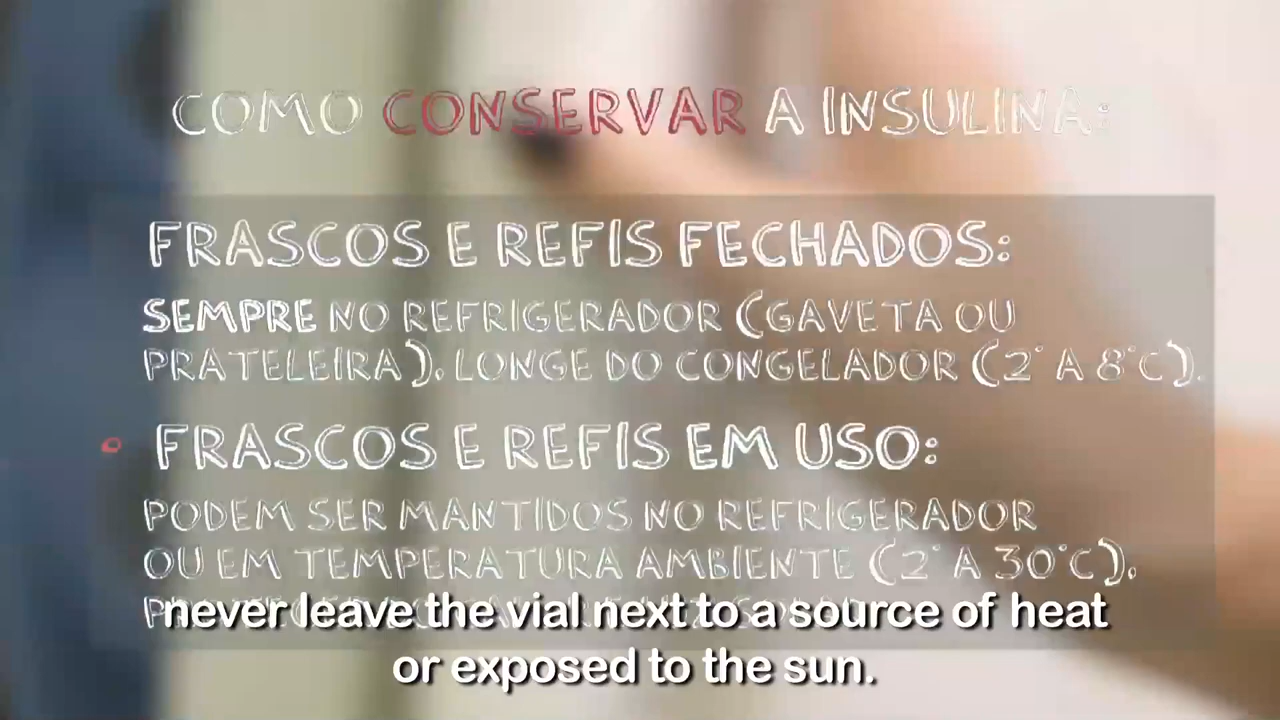 COMO CONSERVAR A INSULINA:
FRASCOS E REFIS FECHADOS:
SEMPRE NO REFRIGERADOR (GAVETA OU
PRATELEIRA). LONGE DO CONGELADOR (2° A 8°C).
FRASCOS E REFIS EM USO:
PODEM SER MANTIDOS NO REFRIGERADOR
OU EM TEMPERATURA AMBIENTE (2° A 30°C).
never leave the vial next to a source of heat
or exposed to the sun.